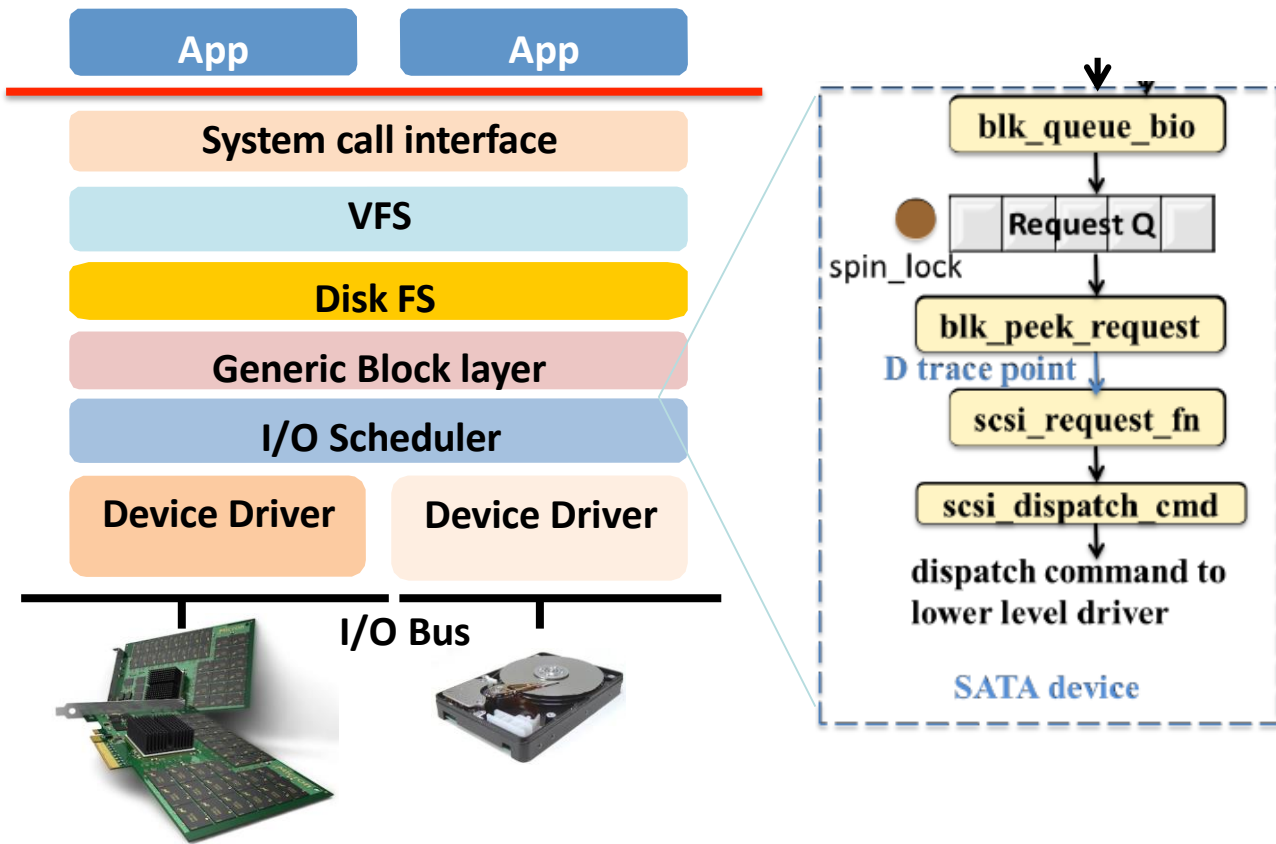 App
App
System call interface
VFS
Disk FS
Generic Block layer
I/O Scheduler
Device Driver
Device Driver
I/O Bus
blk_queue_bio
Request Q
spin_lock
blk_peek_request
D trace point
scsi_request_fn
scsi_dispatch_cmd
dispatch command to
lower level driver
SATA device